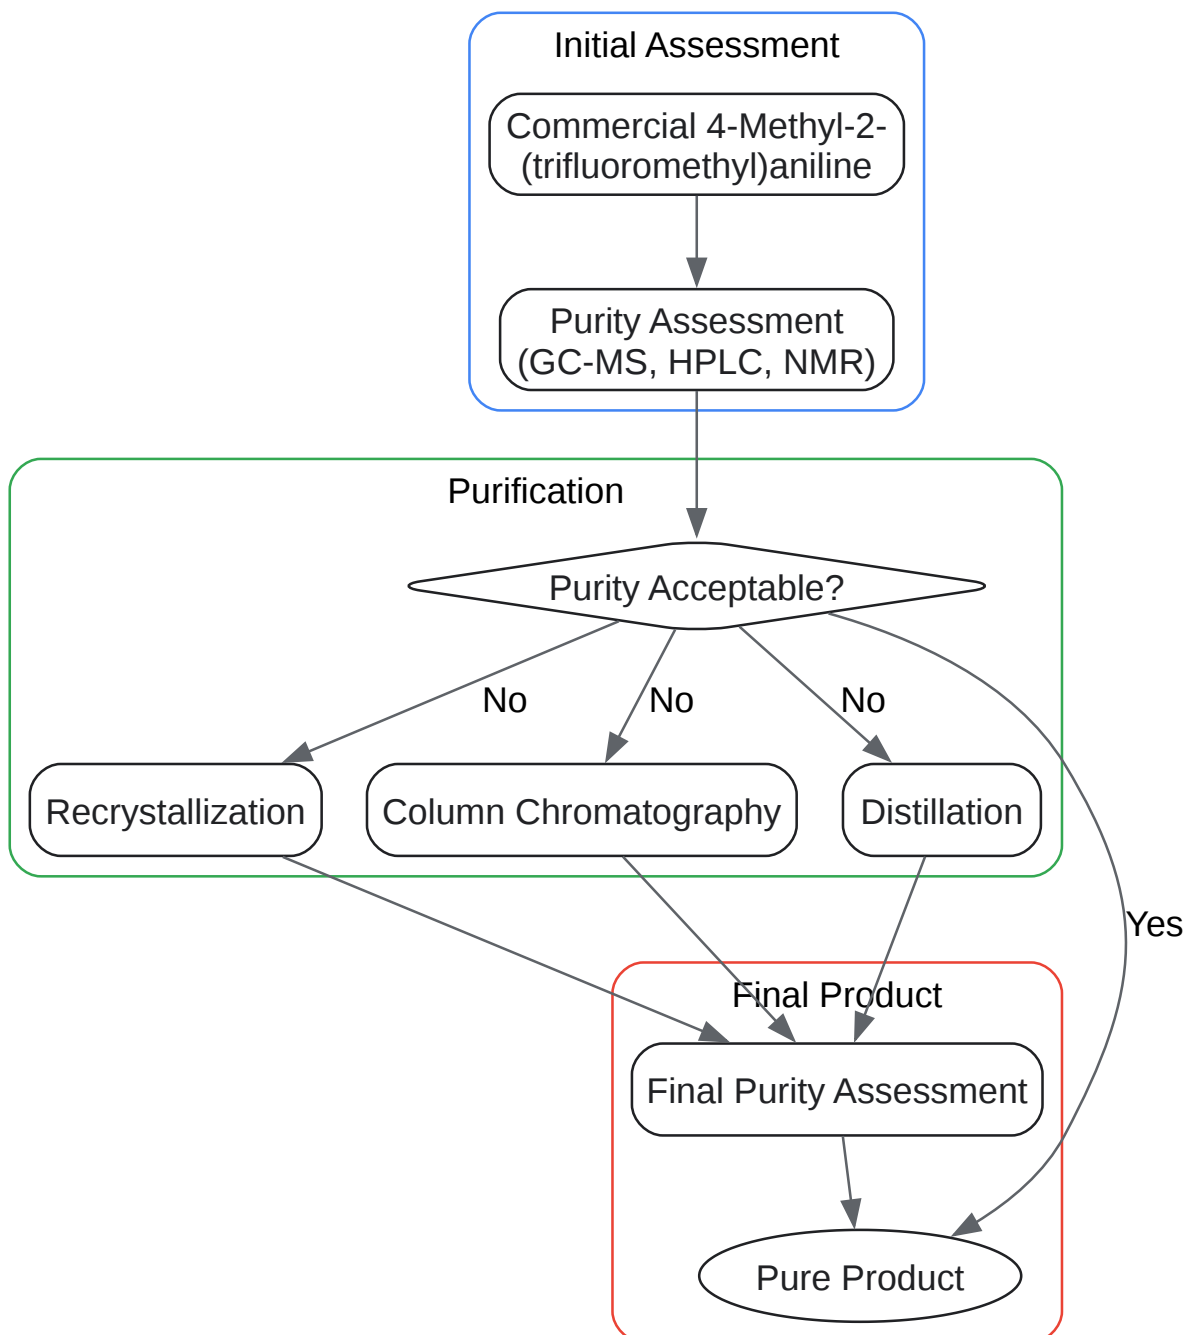 Initial Assessment
Commercial 4-Methyl-2-
(trifluoromethyl)aniline
Purity Assessment
(GC-MS, HPLC, NMR)
Purification
Purity Acceptable?
No
No
No
Recrystallization
Column Chromatography
Distillation
Yes
Final Product
Final Purity Assessment
Pure Product